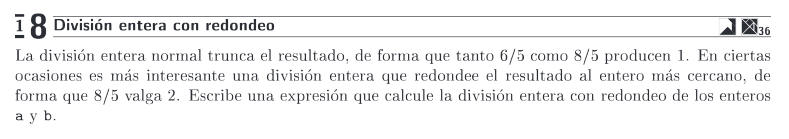 1 8 División entera con redondeo 36
La división entera normal trunca el resultado, de forma que tanto 6/5 como 8/5 producen 1. En ciertas
ocasiones es más interesante una división entera que redondee el resultado al entero más cercano, de
forma que 8/5 valga 2. Escribe una expresión que calcule la división entera con redondeo de los enteros
a y b.